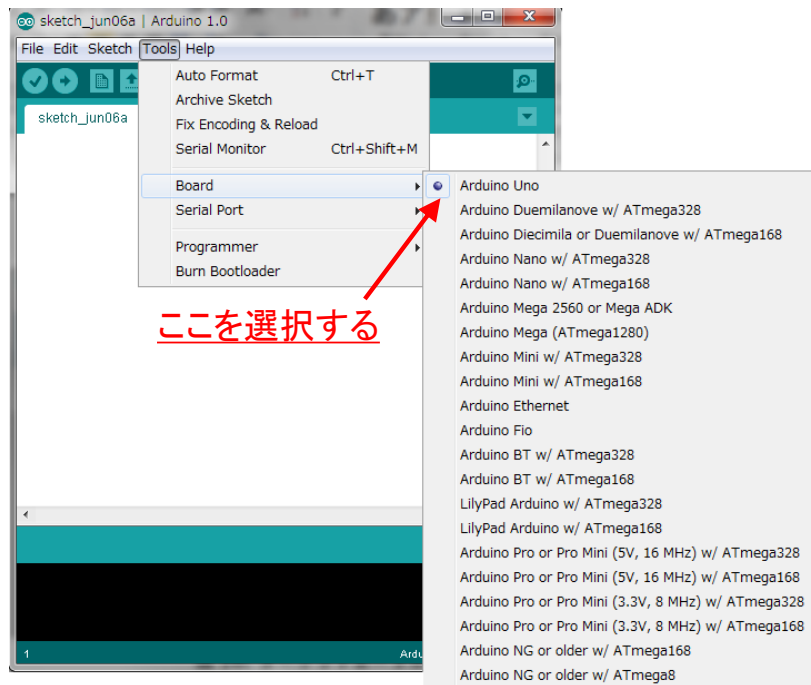 sketch_jun06a | Arduino 1.0
File Edit Sketch Tools Help
sketch_jun06a
Auto Format Ctrl+T
Archive Sketch
Fix Encoding & Reload
Serial Monitor Ctrl+Shift+M
Board
Serial Port
Programmer
Burn Bootloader
ここを選択する
Arduino Uno
Arduino Duemilanove w/ ATmega328
Arduino Diecimila or Duemilanove w/ ATmega168
Arduino Nano w/ ATmega328
Arduino Nano w/ ATmega168
Arduino Mega 2560 or Mega ADK
Arduino Mega (ATmega1280)
Arduino Mini w/ ATmega328
Arduino Mini w/ ATmega168
Arduino Ethernet
Arduino Fio
Arduino BT w/ ATmega328
Arduino BT w/ ATmega168
LilyPad Arduino w/ ATmega328
LilyPad Arduino w/ ATmega168
Arduino Pro or Pro Mini (5V, 16 MHz) w/ ATmega328
Arduino Pro or Pro Mini (5V, 16 MHz) w/ ATmega168
Arduino Pro or Pro Mini (3.3V, 8 MHz) w/ ATmega328
Arduino Pro or Pro Mini (3.3V, 8 MHz) w/ ATmega168
Arduino NG or older w/ ATmega168
Arduino NG or older w/ ATmega8
1 Ardu